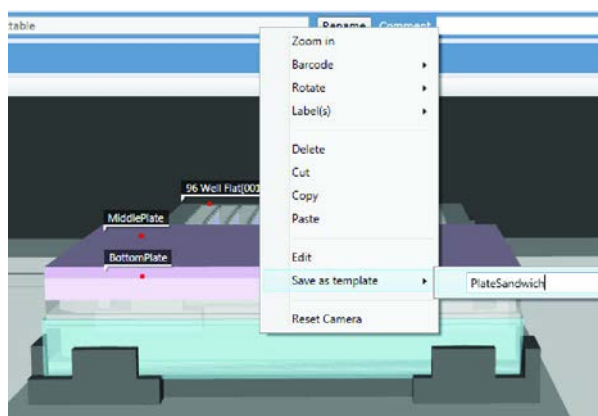 table
Rename Comment
Zoom in
Barcode
Rotate
Label(s)
Delete
Cut
Copy
Paste
Edit
Save as template
PlateSandwich
Reset Camera
96 Well Flat[001
MiddlePlate
BottomPlate